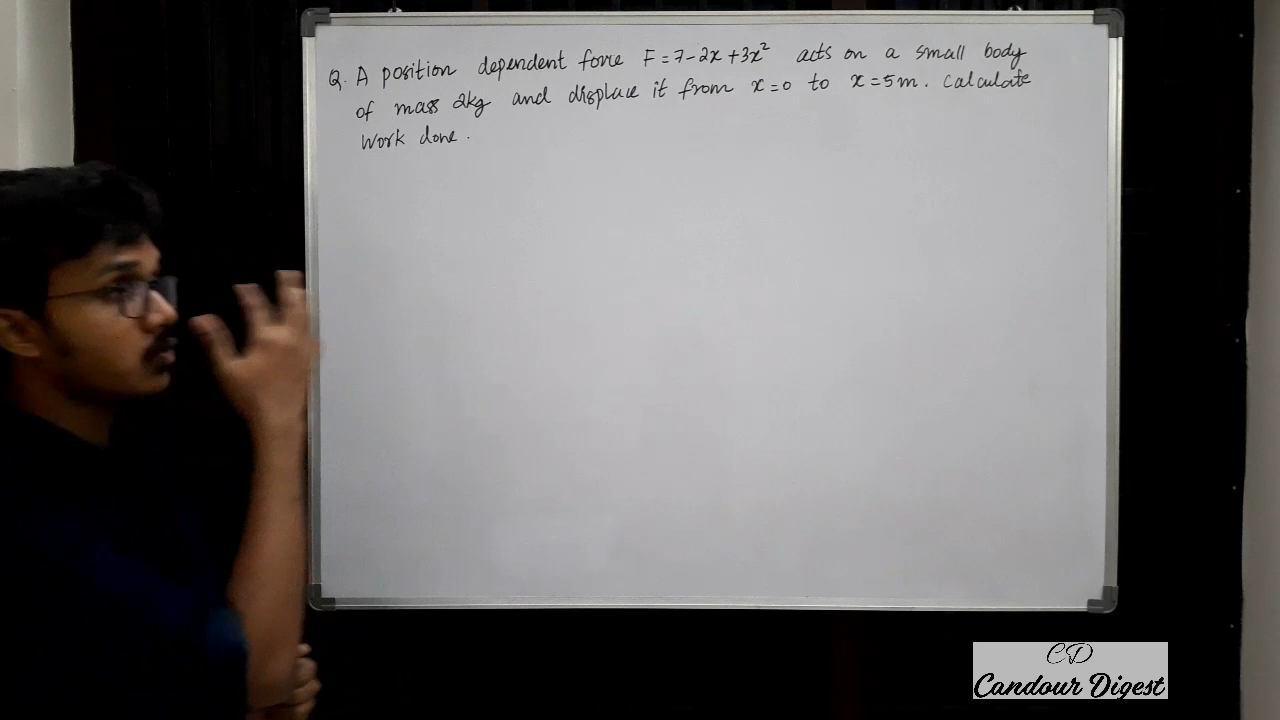 Q. A position dependent force F = 7-2x+3x² acts on a small body
of mass 2kg and displace it from x=0 to x=5m. Calculate
Work done.
CD
Candour Digest